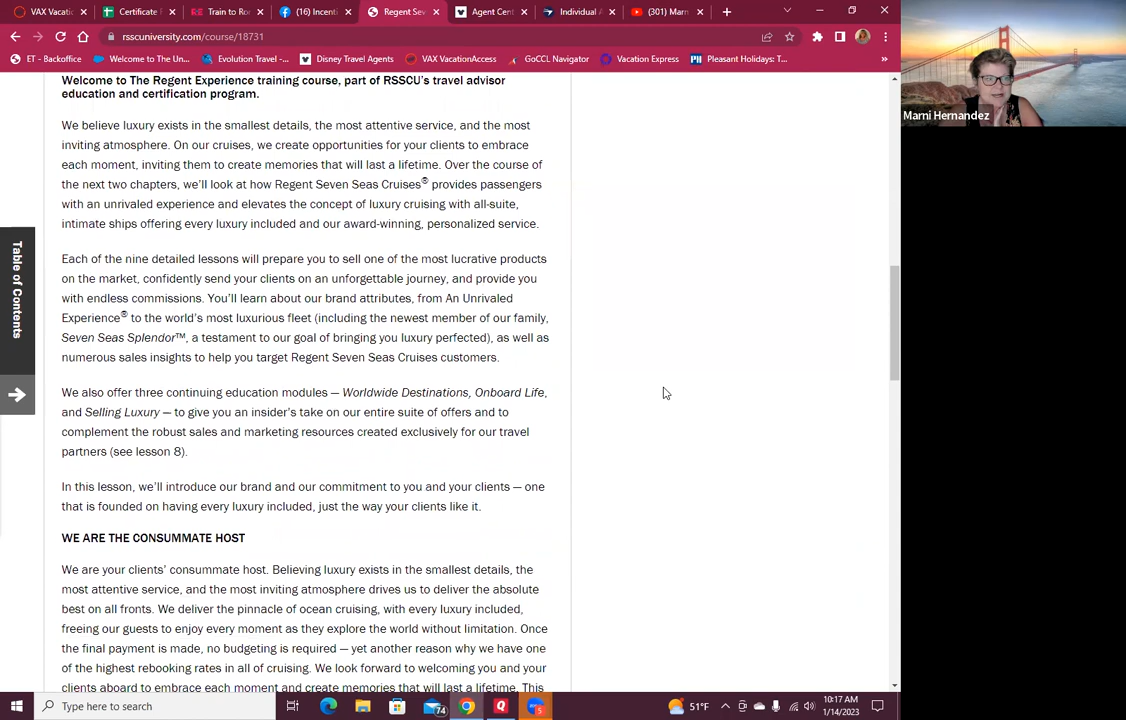 VAX Vacatio
Certificate F
Train to Ron
(16) Incenti
Regent Sev
Agent Cent
Individual A
(301) Marn
rsscuniversity.com/course/18731
ET - Backoffice
Welcome to The Un...
Evolution Travel -...
Disney Travel Agents
VAX VacationAccess
GoCCL Navigator
Vacation Express
Pleasant Holidays: T...
Welcome to The Regent Experience training course, part of RSSCU's travel advisor
education and certification program.
We believe luxury exists in the smallest details, the most attentive service, and the most
inviting atmosphere. On our cruises, we create opportunities for your clients to embrace
each moment, inviting them to create memories that will last a lifetime. Over the course of
the next two chapters, we'll look at how Regent Seven Seas Cruises® provides passengers
with an unrivaled experience and elevates the concept of luxury cruising with all-suite,
intimate ships offering every luxury included and our award-winning, personalized service.
Each of the nine detailed lessons will prepare you to sell one of the most lucrative products
on the market, confidently send your clients on an unforgettable journey, and provide you
with endless commissions. You'll learn about our brand attributes, from An Unrivaled
Experience® to the world's most luxurious fleet (including the newest member of our family,
Seven Seas Splendor™, a testament to our goal of bringing you luxury perfected), as well as
numerous sales insights to help you target Regent Seven Seas Cruises customers.
We also offer three continuing education modules — Worldwide Destinations, Onboard Life,
and Selling Luxury — to give you an insider's take on our entire suite of offers and to
complement the robust sales and marketing resources created exclusively for our travel
partners (see lesson 8).
In this lesson, we'll introduce our brand and our commitment to you and your clients — one
that is founded on having every luxury included, just the way your clients like it.
WE ARE THE CONSUMMATE HOST
We are your clients' consummate host. Believing luxury exists in the smallest details, the
most attentive service, and the most inviting atmosphere drives us to deliver the absolute
best on all fronts. We deliver the pinnacle of ocean cruising, with every luxury included,
freeing our guests to enjoy every moment as they explore the world without limitation. Once
the final payment is made, no budgeting is required — yet another reason why we have one
of the highest rebooking rates in all of cruising. We look forward to welcoming you and your
clients aboard to embrace each moment and create memories that will last a lifetime. This
Table of Contents
Marni Hernandez
Type here to search
74
5
51°F
10:17 AM
1/14/2023